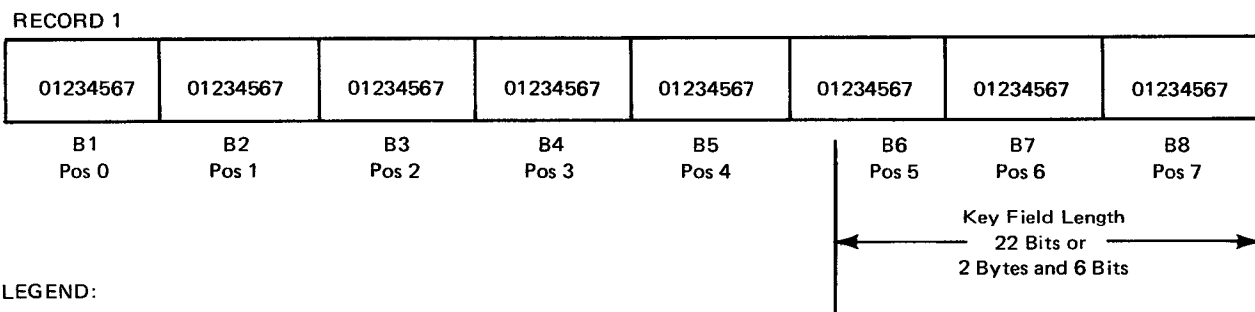 RECORD 1
01234567 01234567 01234567 01234567 01234567 01234567 01234567 01234567
B1 B2 B3 B4 B5 B6 B7 B8
Pos 0 Pos 1 Pos 2 Pos 3 Pos 4 Pos 5 Pos 6 Pos 7
Key Field Length
22 Bits or
2 Bytes and 6 Bits
LEGEND: